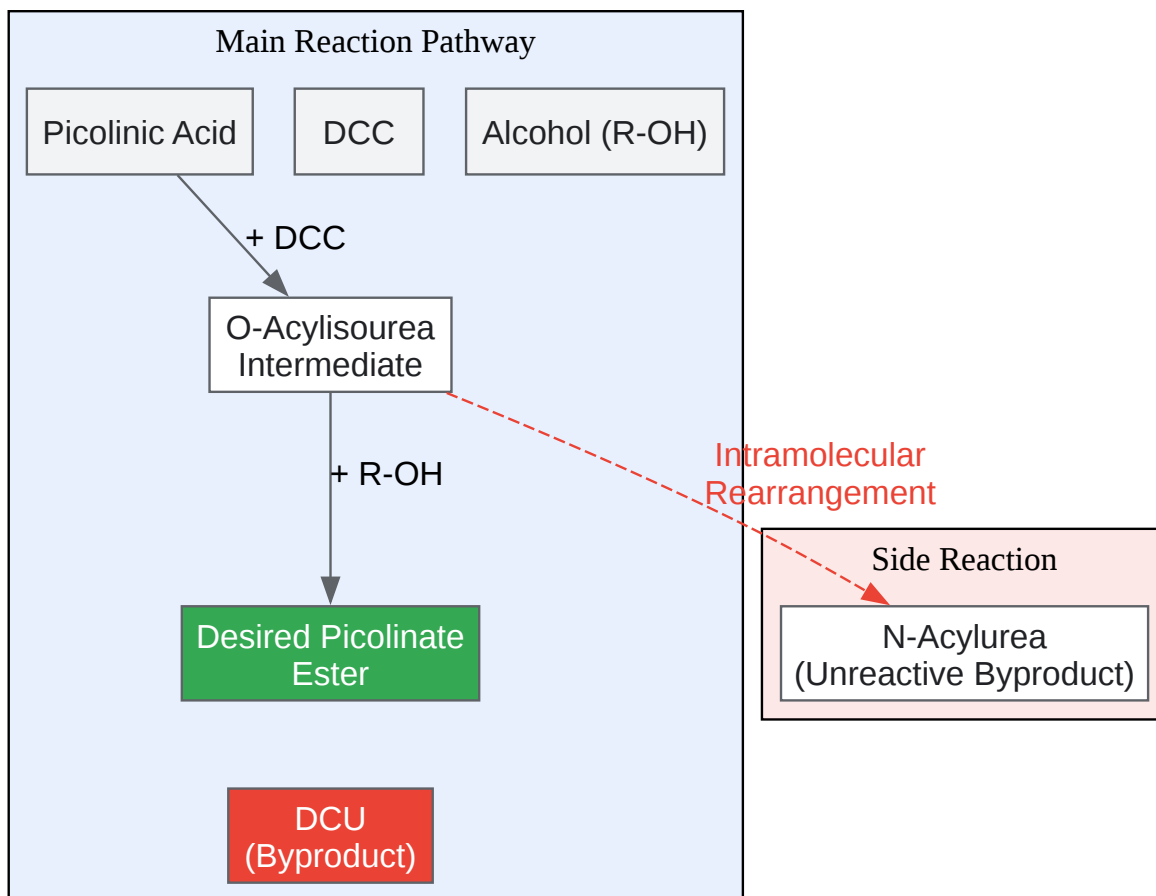 Main Reaction Pathway
Picolinic Acid
DCC
Alcohol (R-OH)
+ DCC
O-Acylisourea
Intermediate
+ R-OH
Intramolecular
Rearrangement
Side Reaction
Desired Picolinate
Ester
N-Acylurea
(Unreactive Byproduct)
DCU
(Byproduct)